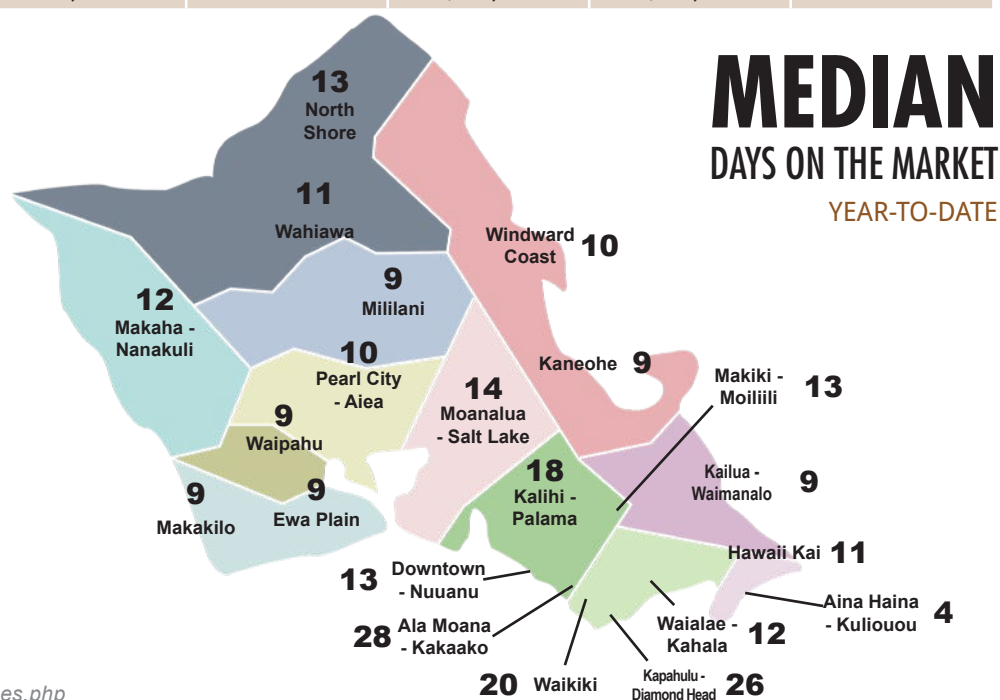 MEDIAN
DAYS ON THE MARKET
YEAR-TO-DATE
13
North
Shore
11
Wahiawa
Windward
Coast
10
9
Mililani
12
Makaha -
Nanakuli
10
Pearl City
- Aiea
Kaneohe 9
Makiki -
Moiliili
13
14
Moanalua
- Salt Lake
9
Waipahu
18
Kalihi -
Palama
Kailua -
Waimanalo
9
9
Makakilo
9
Ewa Plain
Hawaii Kai 11
13
Downtown
- Nuuanu
Aina Haina
- Kuliouou
4
28
Ala Moana
- Kakaako
Waialae -
Kahala
12
20 Waikiki
Kapahulu -
Diamond Head
26
es.php